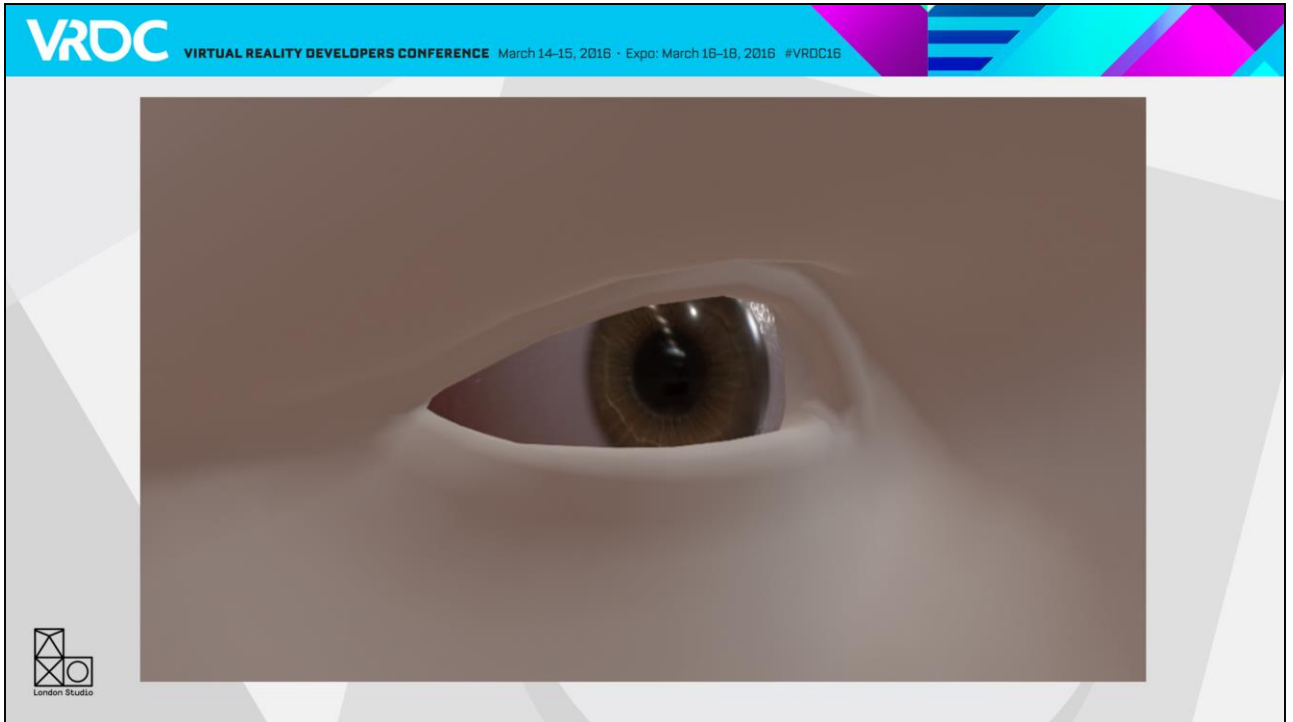 VRDC VIRTUAL REALITY DEVELOPERS CONFERENCE March 14–15, 2016 · Expo: March 16–18, 2016 #VRDC16
London Studio